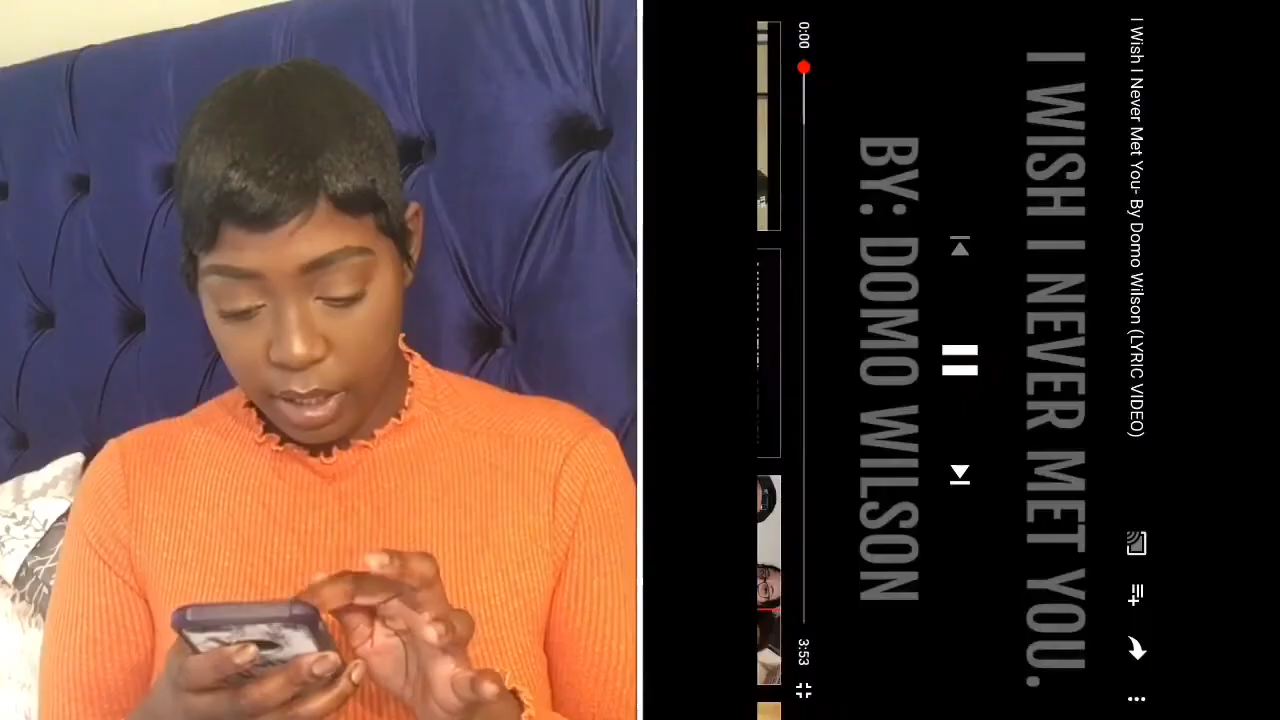 I Wish I Never Met You- By Domo Wilson (LYRIC VIDEO)
I WISH I NEVER MET YOU.
BY: DOMO WILSON
0:00
3:53